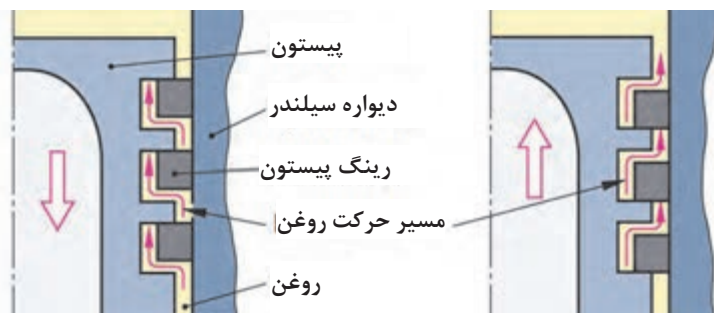 پیستون
دیواره سیلندر
رینگ پیستون
مسیر حرکت روغن
روغن